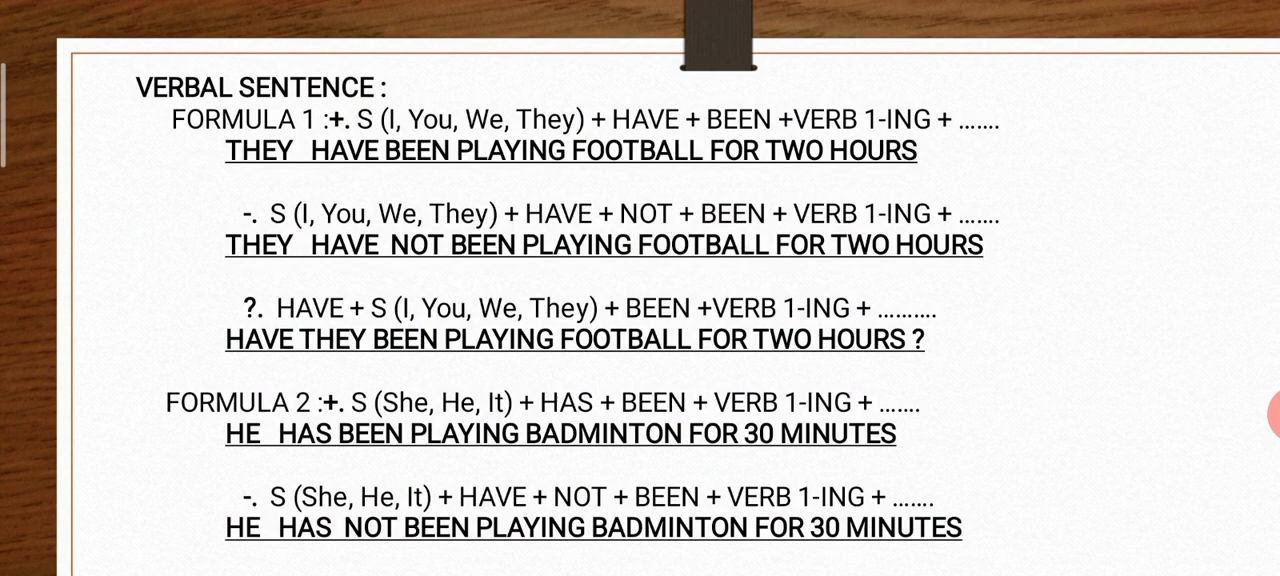 VERBAL SENTENCE :
FORMULA 1 :+. S (I, You, We, They) + HAVE + BEEN +VERB 1-ING + .......
THEY   HAVE BEEN PLAYING FOOTBALL FOR TWO HOURS
-.  S (I, You, We, They) + HAVE + NOT + BEEN + VERB 1-ING + .......
THEY   HAVE  NOT BEEN PLAYING FOOTBALL FOR TWO HOURS
?.  HAVE + S (I, You, We, They) + BEEN +VERB 1-ING + ..........
HAVE THEY BEEN PLAYING FOOTBALL FOR TWO HOURS ?
FORMULA 2 :+. S (She, He, It) + HAS + BEEN + VERB 1-ING + .......
HE   HAS BEEN PLAYING BADMINTON FOR 30 MINUTES
-.  S (She, He, It) + HAVE + NOT + BEEN + VERB 1-ING + .......
HE   HAS  NOT BEEN PLAYING BADMINTON FOR 30 MINUTES